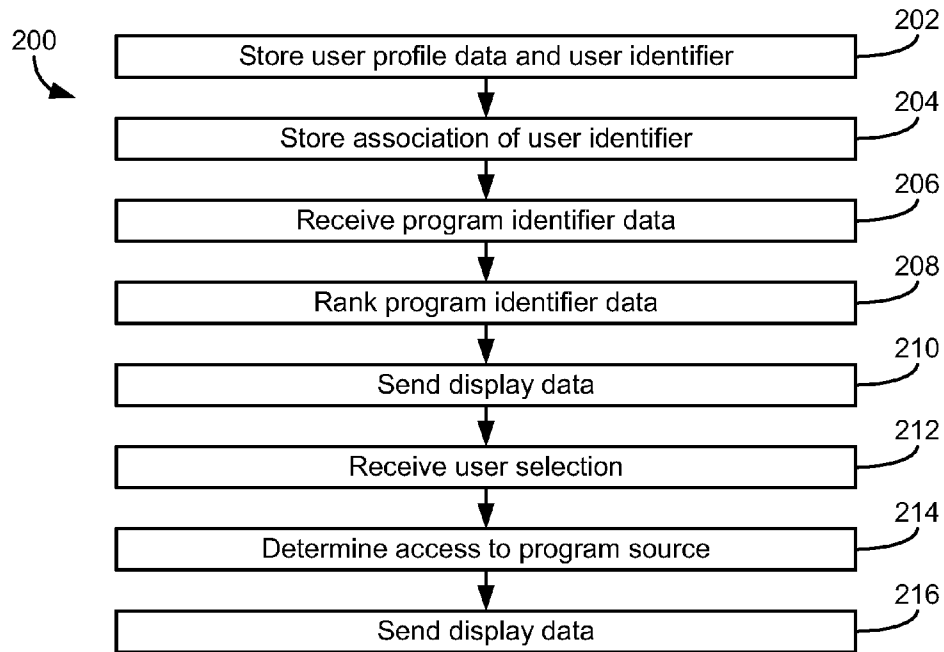 200
202
Store user profile data and user identifier
204
Store association of user identifier
206
Receive program identifier data
208
Rank program identifier data
210
Send display data
212
Receive user selection
214
Determine access to program source
216
Send display data